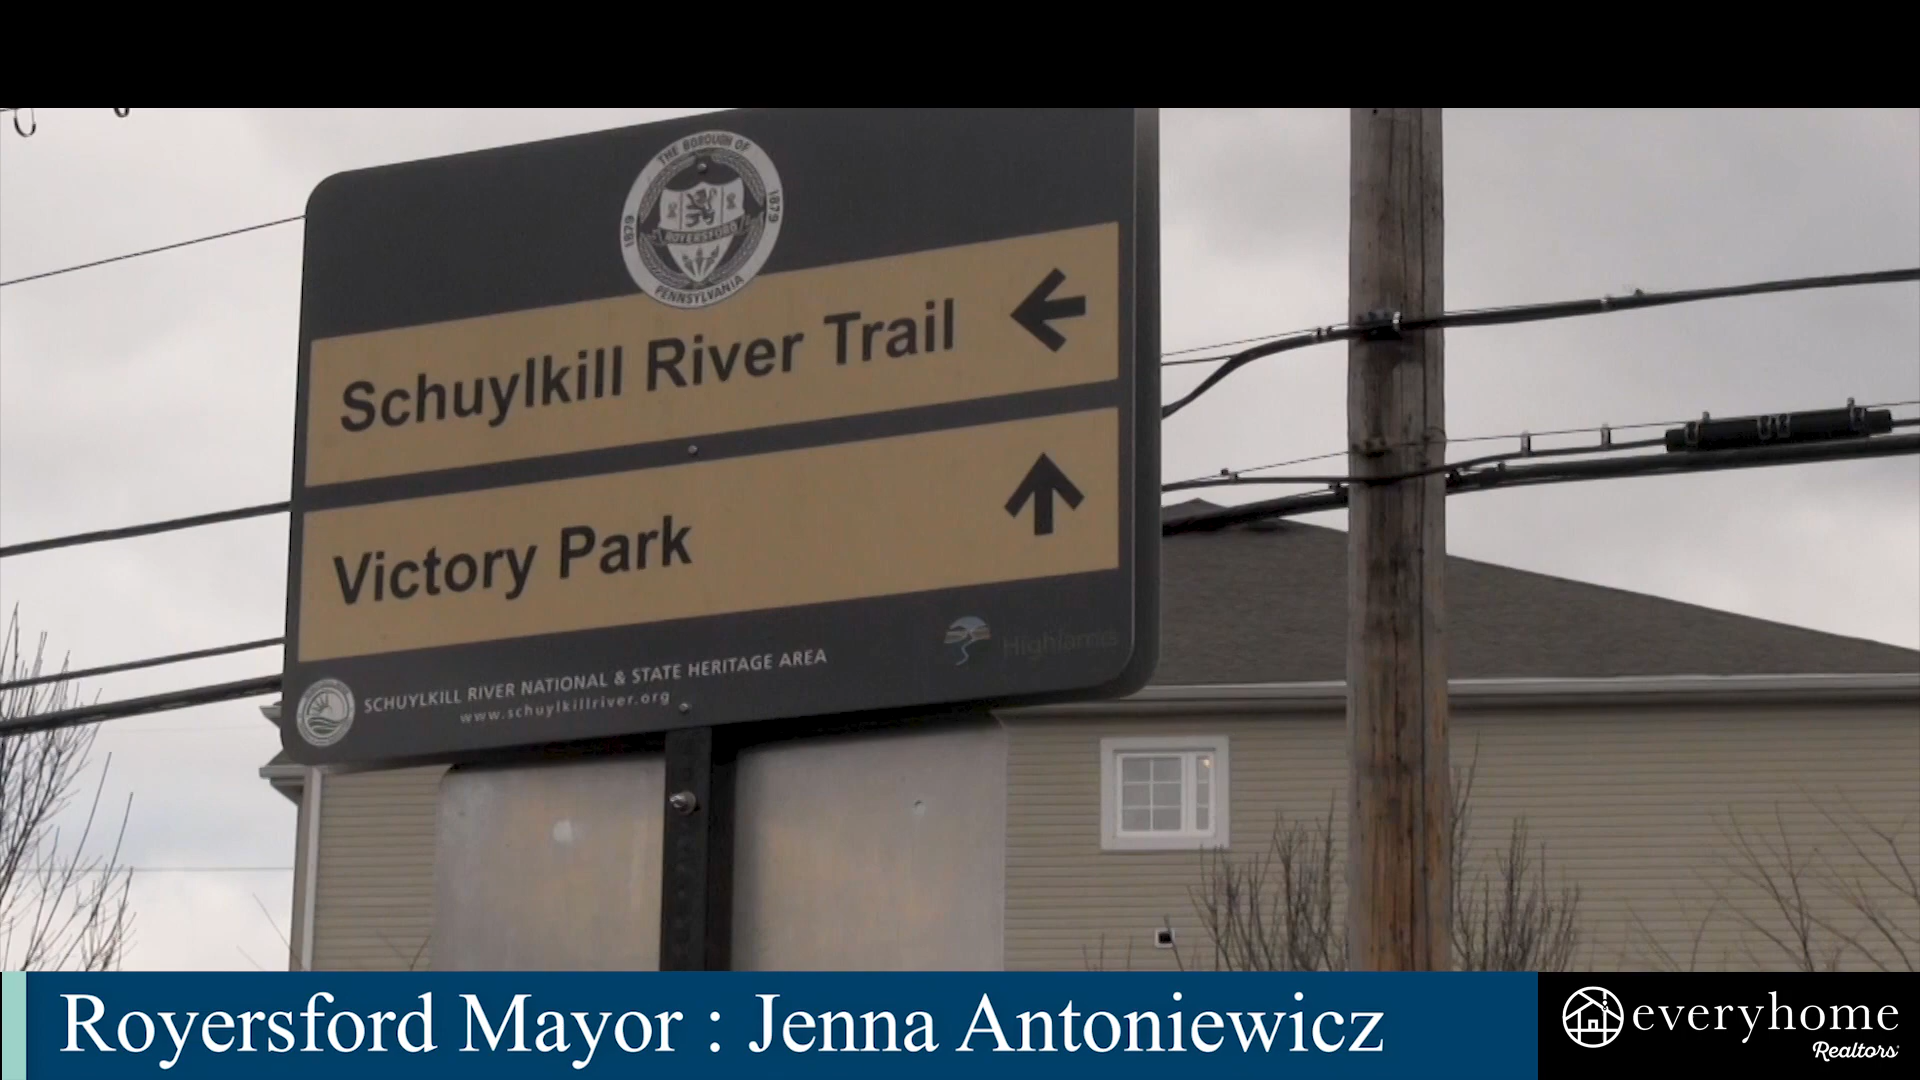 THE BOROUGH OF
1879 1879
ROYERSFORD
PENNSYLVANIA
Schuylkill River Trail
Victory Park
SCHUYLKILL RIVER NATIONAL & STATE HERITAGE AREA
www.schuylkillriver.org
Highlands
Royersford Mayor : Jenna Antoniewicz
everyhome
Realtors